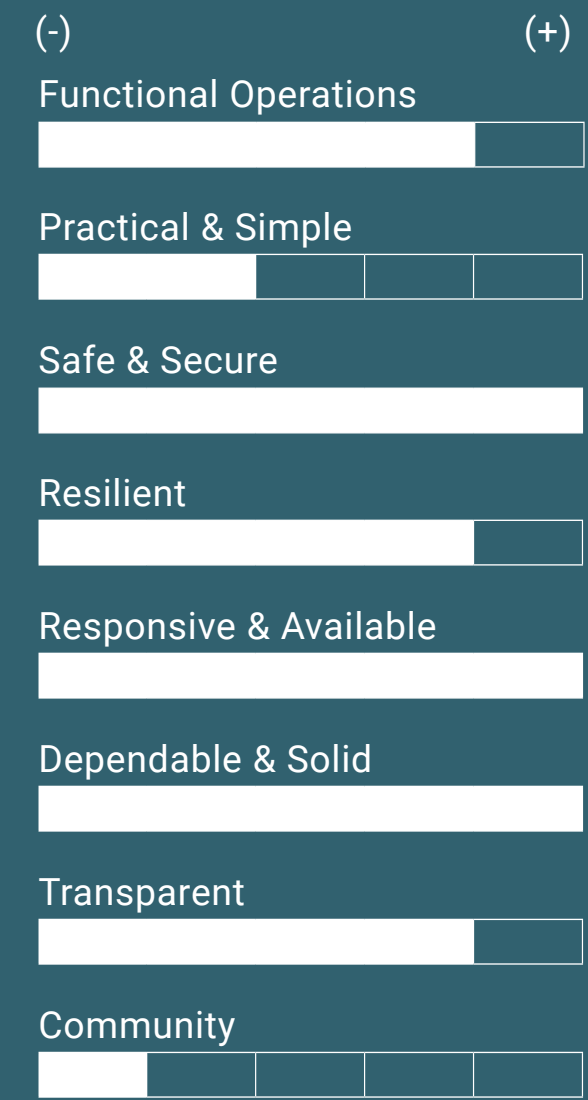 (-) (+)
Functional Operations
Practical & Simple
Safe & Secure
Resilient
Responsive & Available
Dependable & Solid
Transparent
Community